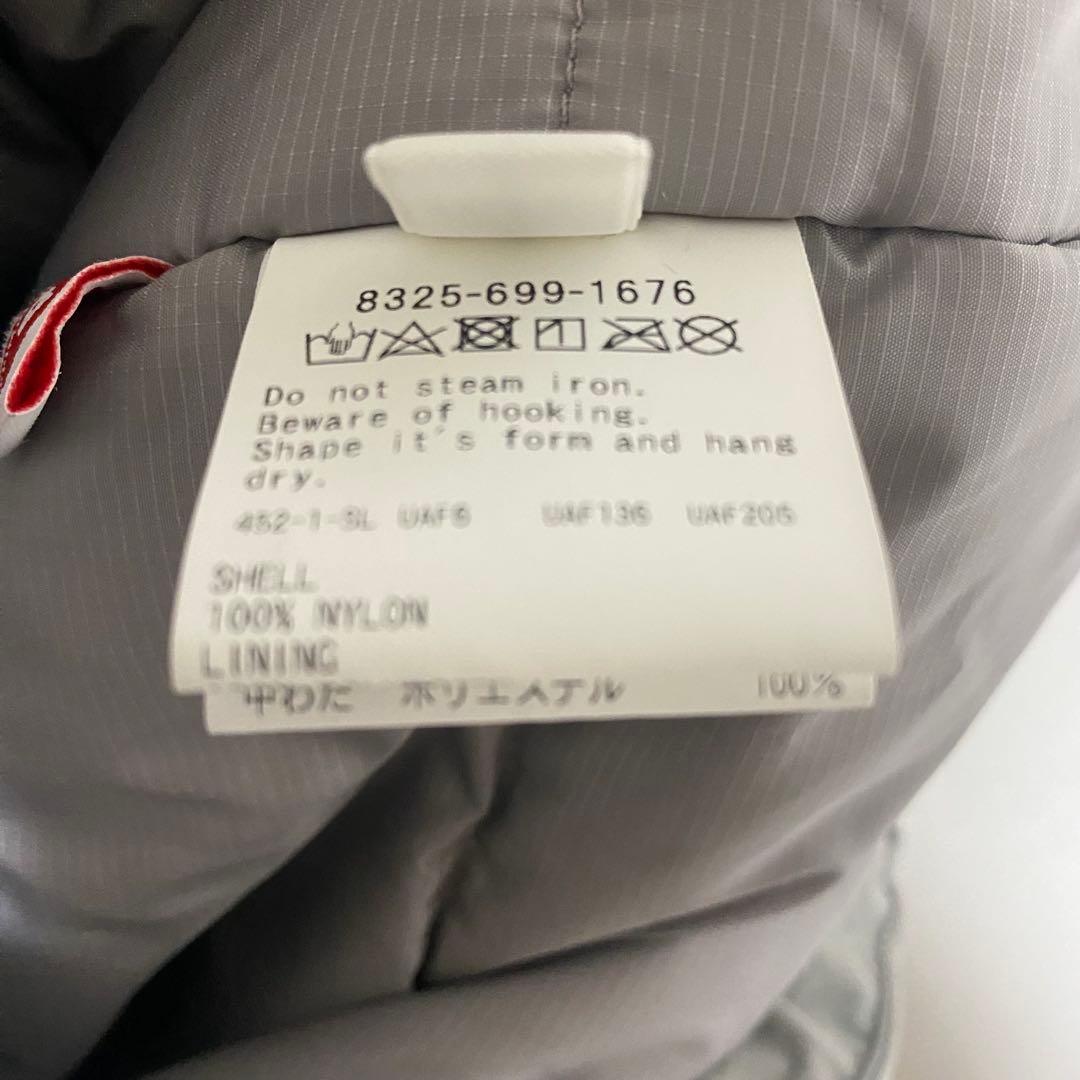 8325-699-1676
Do not steam iron.
Beware of hooking.
Shape it's form and hang
dry.
452-1-SL UAF6 UAF136 UAF206
SHELL
100% NYLON
LINING
中わた ポリエステル 100%